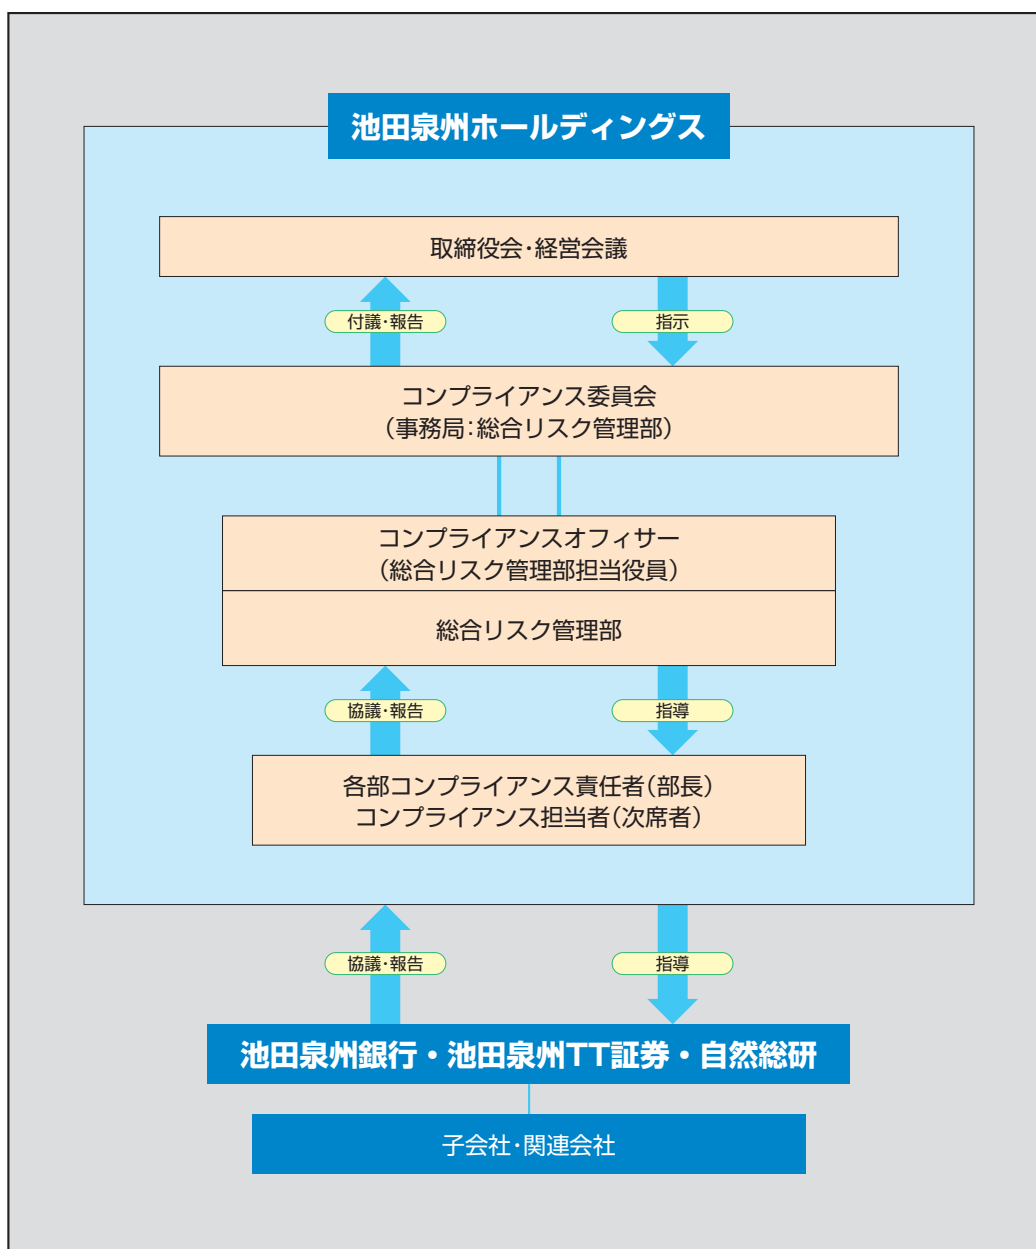 池田泉州ホールディングス
取締役会・経営会議
付議・報告
指示
コンプライアンス委員会
（事務局：総合リスク管理部）
コンプライアンスオフィサー
（総合リスク管理部担当役員）
総合リスク管理部
協議・報告
指導
各部コンプライアンス責任者（部長）
コンプライアンス担当者（次席者）
協議・報告
指導
池田泉州銀行・池田泉州TT証券・自然総研
子会社・関連会社